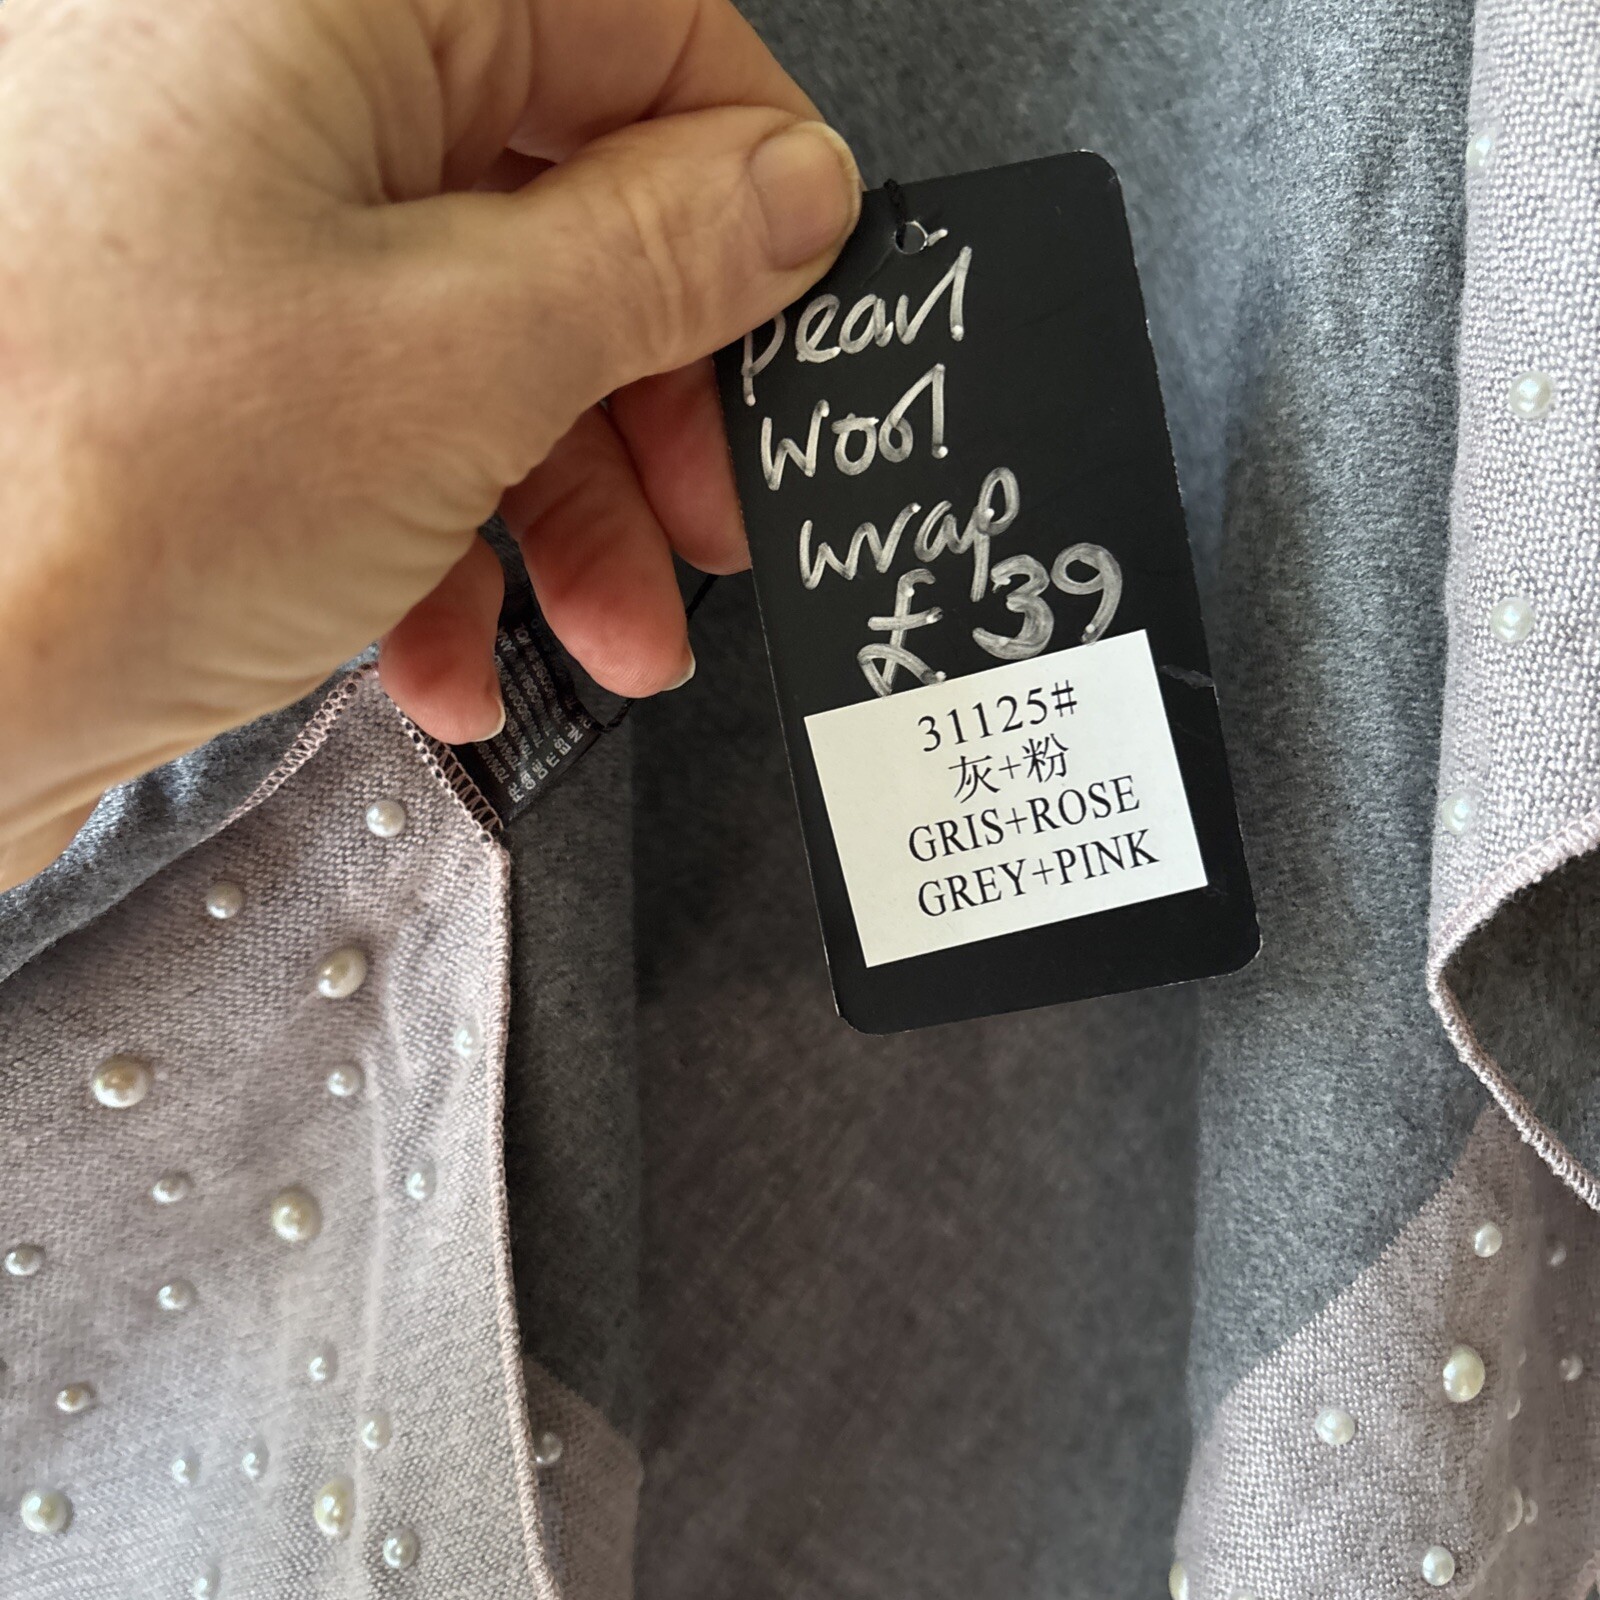 pearl
wool
wrap
£39
31125#
灰+粉
GRIS+ROSE
GREY+PINK